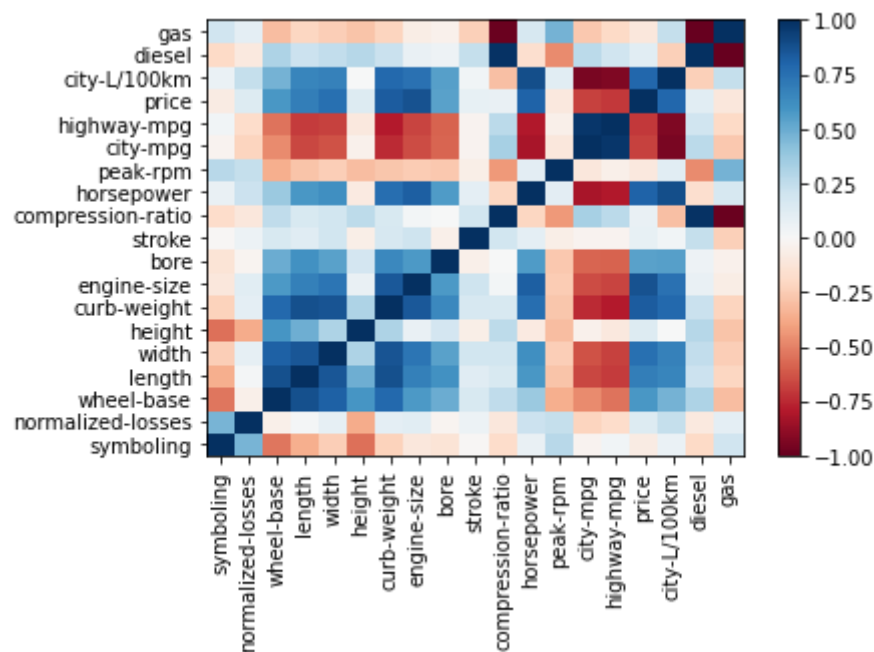 gas
diesel
city-L/100km
price
highway-mpg
city-mpg
peak-rpm
horsepower
compression-ratio
stroke
bore
engine-size
curb-weight
height
width
length
wheel-base
normalized-losses
symboling
symboling
normalized-losses
wheel-base
length
width
height
curb-weight
engine-size
bore
stroke
compression-ratio
horsepower
peak-rpm
city-mpg
highway-mpg
price
city-L/100km
diesel
gas
1.00
0.75
0.50
0.25
0.00
−0.25
−0.50
−0.75
−1.00